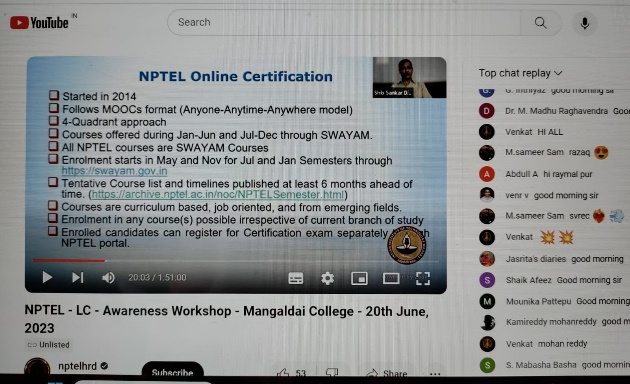 YouTube IN
Search
NPTEL Online Certification
Started in 2014
Follows MOOCs format (Anyone-Anytime-Anywhere model)
4-Quadrant approach
Courses offered during Jan-Jun and Jul-Dec through SWAYAM.
All NPTEL courses are SWAYAM Courses
Enrolment starts in May and Nov for Jul and Jan Semesters through
https://swayam.gov.in
Tentative Course list and timelines published at least 6 months ahead of
time. (https://archive.nptel.ac.in/noc/NPTELSemester.html)
Courses are curriculum based, job oriented, and from emerging fields.
Enrolment in any course(s) possible irrespective of current branch of study
Enrolled candidates can register for Certification exam separately
NPTEL portal.
20:03 / 1:51:00
NPTEL - LC - Awareness Workshop - Mangaldai College - 20th June,
2023
Unlisted
nptelhrd
Subscribe
53
Share
Top chat replay
good morning sir
D Dr. M. Madhu Raghavendra
Venkat HI ALL
M.sameer Sam razaq 😍
A Abdull A hi raymal pur
venr v good morning sir
M.sameer Sam svrec ❤️‍🔥 💨
Venkat 💥💥
Jasrita's diaries good morning
S Shaik Afeez Good morning
M Mounika Pattepu Good morning
Kamireddy mohanreddy good
Venkat mohan reddy
S S. Mabasha Basha good morning